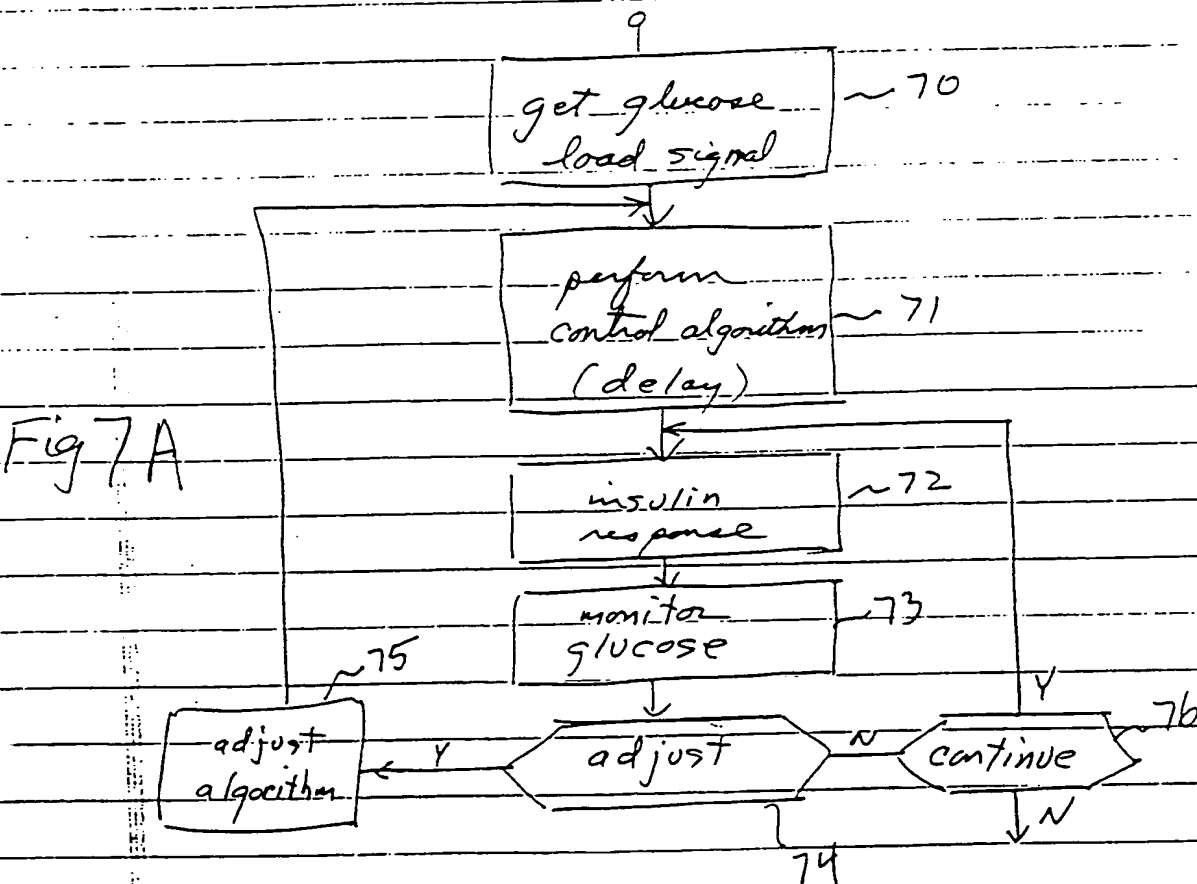 9
get glucose
load signal
70
perform
control algorithm
(delay)
71
Fig 7A
insulin
response
72
monitor
glucose
73
75
adjust
algorithm
Y
adjust
74
N
continue
76
Y
N